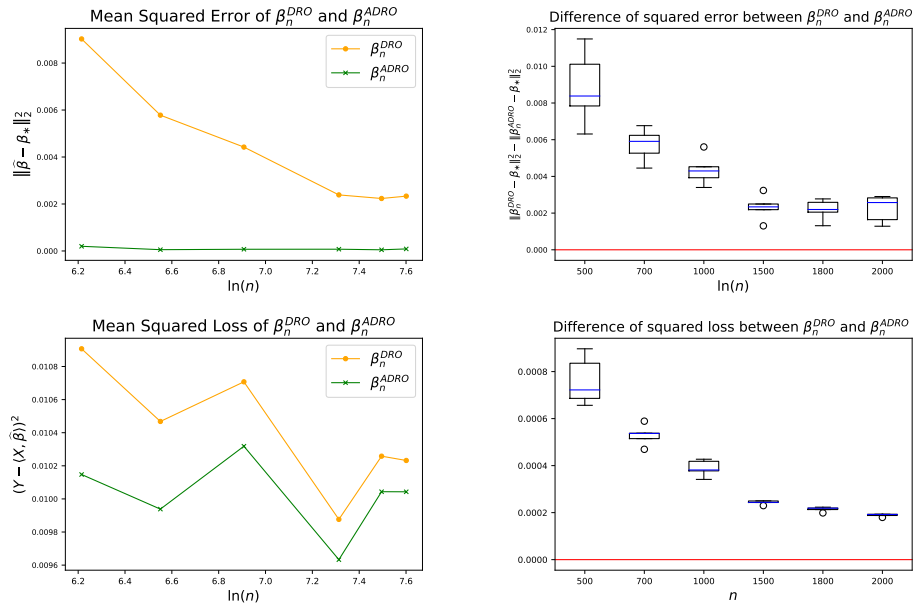 Mean Squared Error of β_n^{DRO} and β_n^{ADRO}
‖β̂ − β_*‖_2^2
0.008
0.006
0.004
0.002
0.000
β_n^{DRO}
β_n^{ADRO}
6.2 6.4 6.6 6.8 7.0 7.2 7.4 7.6
ln(n)
Difference of squared error between β_n^{DRO} and β_n^{ADRO}
‖β_n^{DRO} − β_*‖_2^2 − ‖β_n^{ADRO} − β_*‖_2^2
0.012
0.010
0.008
0.006
0.004
0.002
0.000
500 700 1000 1500 1800 2000
ln(n)
Mean Squared Loss of β_n^{DRO} and β_n^{ADRO}
(Y − ⟨X, β̂⟩)^2
0.0108
0.0106
0.0104
0.0102
0.0100
0.0098
0.0096
β_n^{DRO}
β_n^{ADRO}
6.2 6.4 6.6 6.8 7.0 7.2 7.4 7.6
ln(n)
Difference of squared loss between β_n^{DRO} and β_n^{ADRO}
0.0008
0.0006
0.0004
0.0002
0.0000
500 700 1000 1500 1800 2000
n